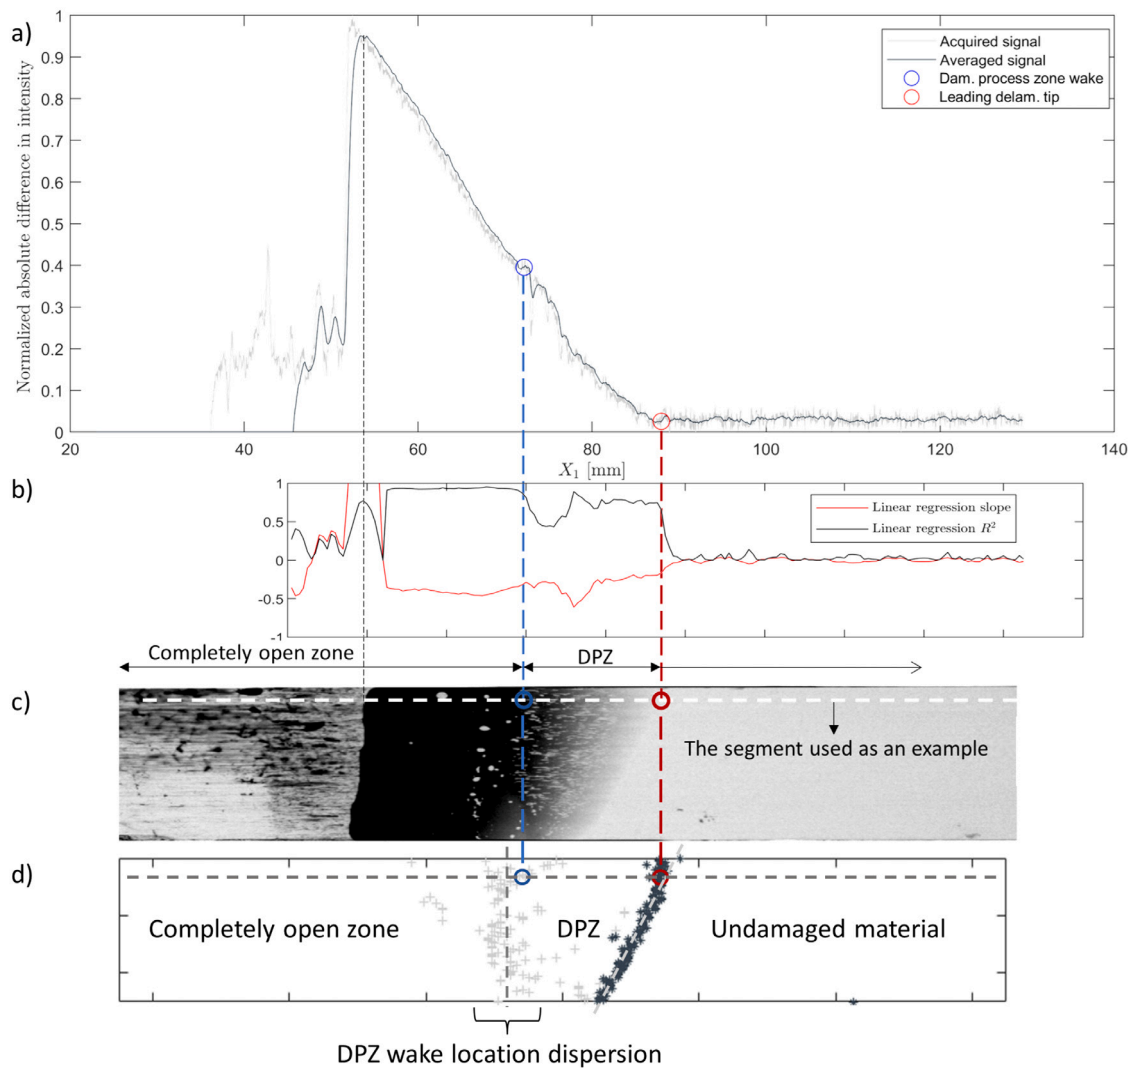 a)
Normalized absolute difference in intensity
1
0.9
0.8
0.7
0.6
0.5
0.4
0.3
0.2
0.1
0
Acquired signal
Averaged signal
Dam. process zone wake
Leading delam. tip
20
40
60
80
100
120
140
X₁ [mm]
b)
1
0.5
0
-0.5
-1
Linear regression slope
Linear regression R²
Completely open zone
DPZ
c)
The segment used as an example
d)
Completely open zone
DPZ
Undamaged material
DPZ wake location dispersion